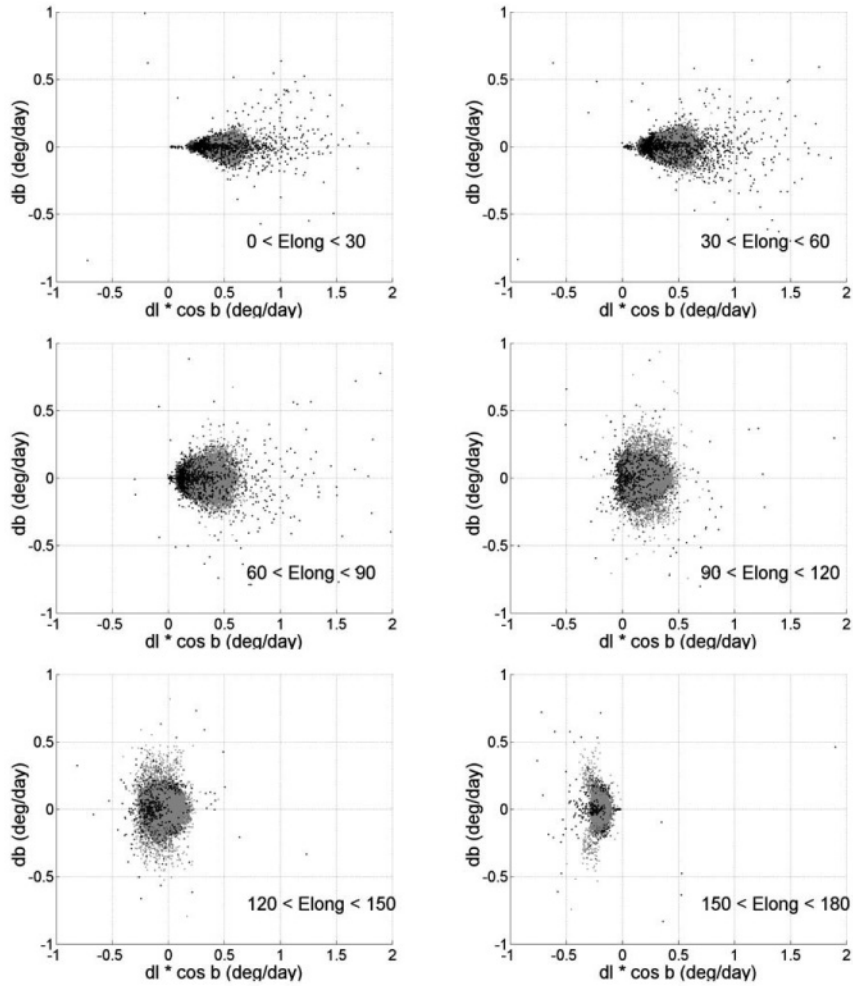 1
0.5
0
-0.5
-1
db (deg/day)
0 < Elong < 30
-1 -0.5 0 0.5 1 1.5 2
dl * cos b (deg/day)
1
0.5
0
-0.5
-1
db (deg/day)
30 < Elong < 60
-1 -0.5 0 0.5 1 1.5 2
dl * cos b (deg/day)
1
0.5
0
-0.5
-1
db (deg/day)
60 < Elong < 90
-1 -0.5 0 0.5 1 1.5 2
dl * cos b (deg/day)
1
0.5
0
-0.5
-1
db (deg/day)
90 < Elong < 120
-1 -0.5 0 0.5 1 1.5 2
dl * cos b (deg/day)
1
0.5
0
-0.5
-1
db (deg/day)
120 < Elong < 150
-1 -0.5 0 0.5 1 1.5 2
dl * cos b (deg/day)
1
0.5
0
-0.5
-1
db (deg/day)
150 < Elong < 180
-1 -0.5 0 0.5 1 1.5 2
dl * cos b (deg/day)